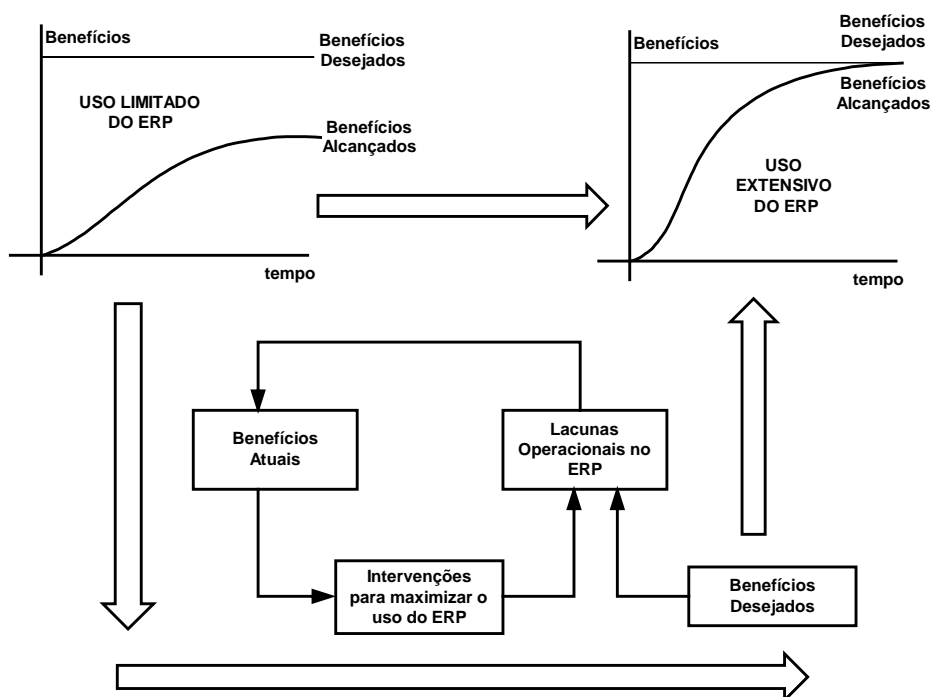 Benefícios
Benefícios
Desejados
USO LIMITADO
DO ERP
Benefícios
Alcançados
tempo
Benefícios
Desejados
Benefícios
Benefícios
Alcançados
USO
EXTENSIVO
DO ERP
tempo
Benefícios
Atuais
Lacunas
Operacionais no
ERP
Intervenções
para maximizar o
uso do ERP
Benefícios
Desejados